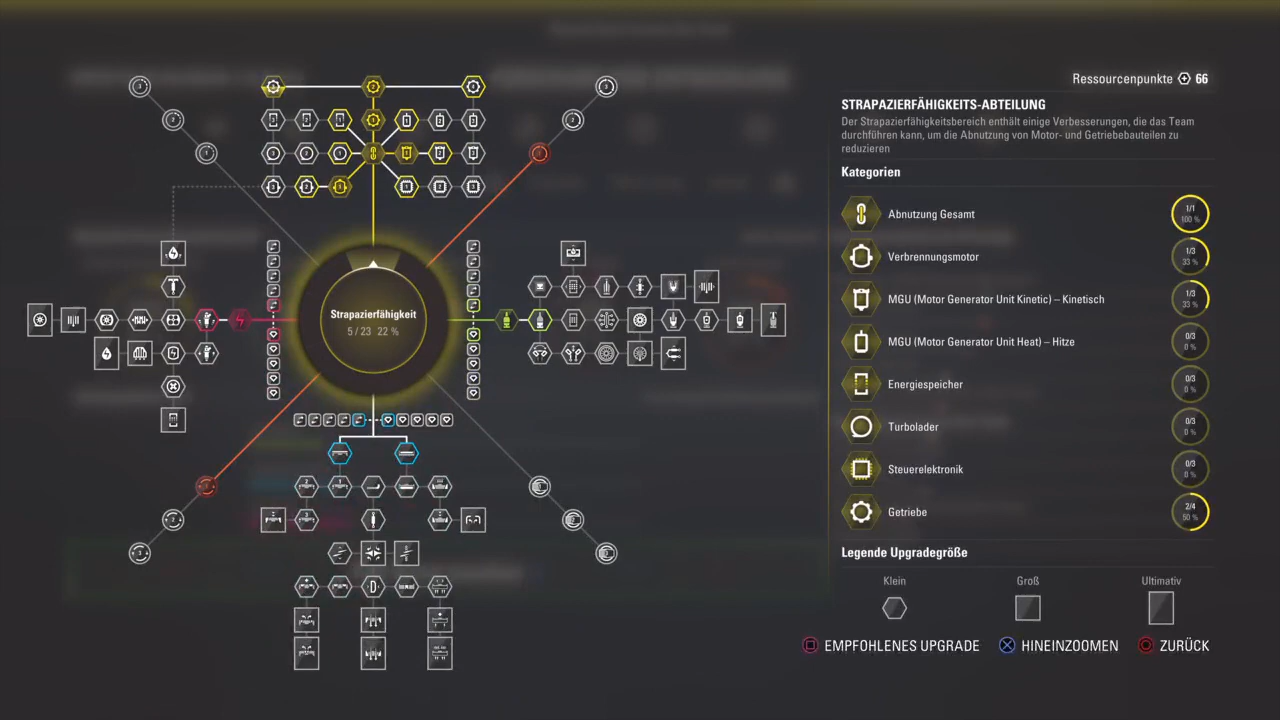 Ressourcenpunkte 66
STRAPAZIERFÄHIGKEITS-ABTEILUNG
Der Strapazierfähigkeitsbereich enthält einige Verbesserungen, die das Team
durchführen kann, um die Abnutzung von Motor- und Getriebebauteilen zu
reduzieren
Kategorien
Abnutzung Gesamt 1/1 100 %
Verbrennungsmotor 1/3 33 %
MGU (Motor Generator Unit Kinetic) – Kinetisch 1/3 33 %
MGU (Motor Generator Unit Heat) – Hitze 0/3 0 %
Energiespeicher 0/3 0 %
Turbolader 0/3 0 %
Steuerelektronik 0/3 0 %
Getriebe 2/4 50 %
Strapazierfähigkeit
5 / 23 22 %
Legende Upgradegröße
Klein Groß Ultimativ
EMPFOHLENES UPGRADE HINEINZOOMEN ZURÜCK